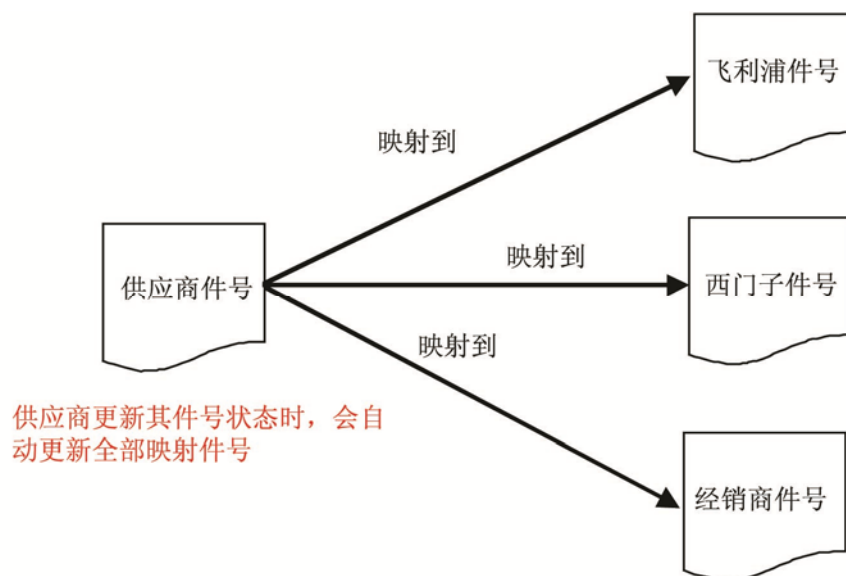 飞利浦件号
映射到
映射到
供应商件号
西门子件号
映射到
供应商更新其件号状态时，会自
动更新全部映射件号
经销商件号